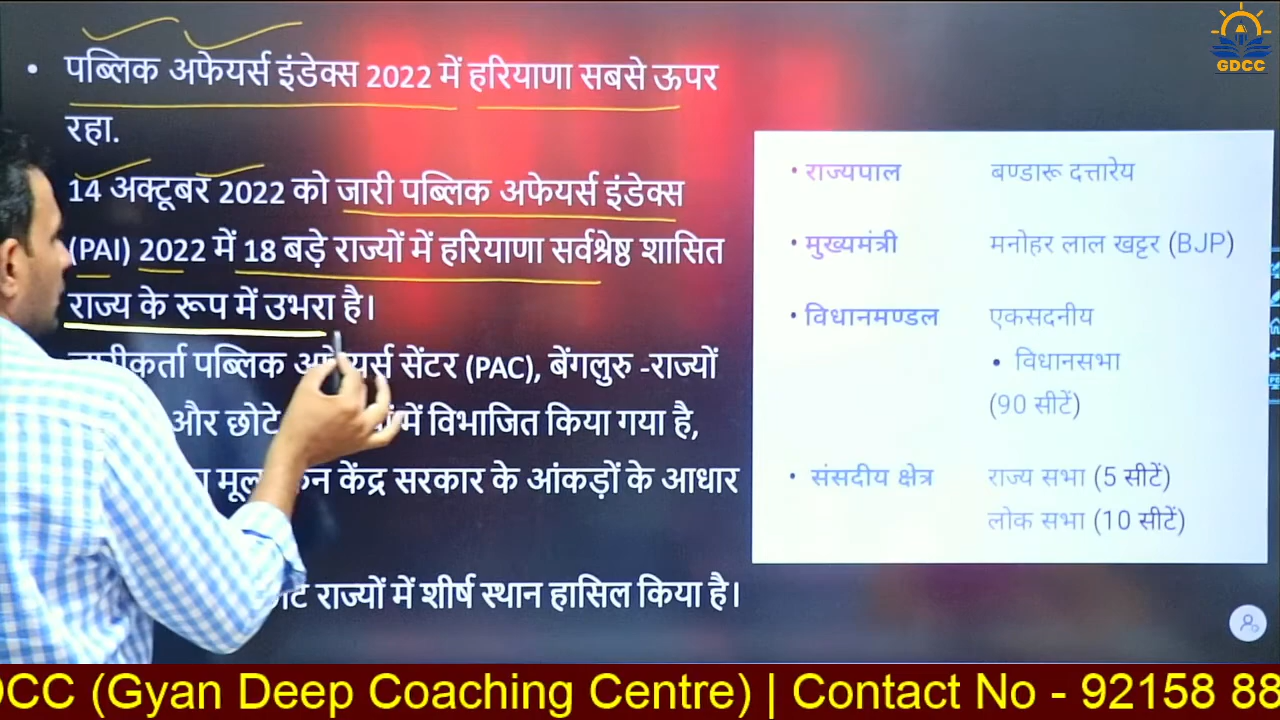 GDCC
पब्लिक अफेयर्स इंडेक्स 2022 में हरियाणा सबसे ऊपर
रहा.
14 अक्टूबर 2022 को जारी पब्लिक अफेयर्स इंडेक्स
(PAI) 2022 में 18 बड़े राज्यों में हरियाणा सर्वश्रेष्ठ शासित
राज्य के रूप में उभरा है।
पब्लिक सेंटर (PAC), बेंगलुरु -राज्यों
और छोटे में विभाजित किया गया है,
केंद्र सरकार के आंकड़ों के आधार
राज्यों में शीर्ष स्थान हासिल किया है।
• राज्यपाल बण्डारू दत्तारेय
• मुख्यमंत्री मनोहर लाल खट्टर (BJP)
• विधानमण्डल एकसदनीय
• विधानसभा
(90 सीटें)
• संसदीय क्षेत्र राज्य सभा (5 सीटें)
लोक सभा (10 सीटें)
CC (Gyan Deep Coaching Centre) | Contact No - 92158 88